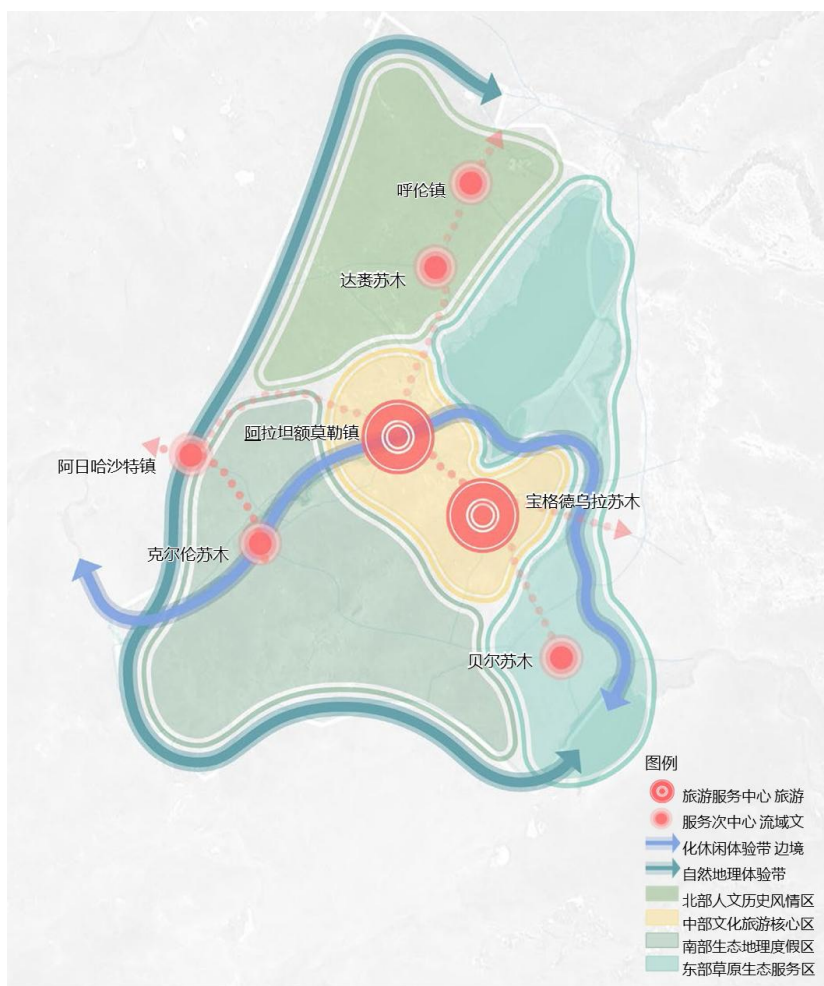 呼伦镇
达赉苏木
阿拉坦额莫勒镇
阿日哈沙特镇
宝格德乌拉苏木
克尔伦苏木
贝尔苏木
图例
旅游服务中心 旅游
服务次中心 流域文
化休闲体验带 边境
自然地理体验带
北部人文历史风情区
中部文化旅游核心区
南部生态地理度假区
东部草原生态服务区